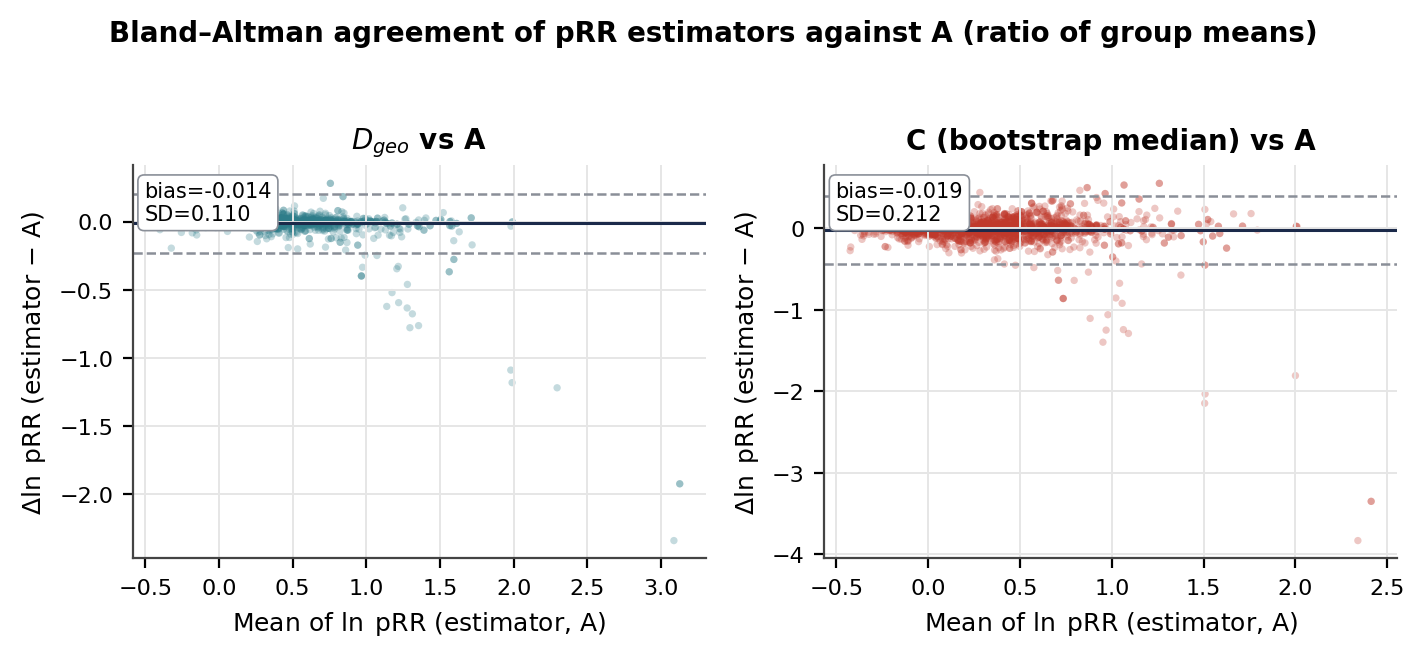 Bland–Altman agreement of pRR estimators against A (ratio of group means)
D_geo vs A
bias=-0.014
SD=0.110
Δln pRR (estimator − A)
0.0
−0.5
−1.0
−1.5
−2.0
−0.5 0.0 0.5 1.0 1.5 2.0 2.5 3.0
Mean of ln pRR (estimator, A)
C (bootstrap median) vs A
bias=-0.019
SD=0.212
Δln pRR (estimator − A)
0
−1
−2
−3
−4
−0.5 0.0 0.5 1.0 1.5 2.0 2.5
Mean of ln pRR (estimator, A)